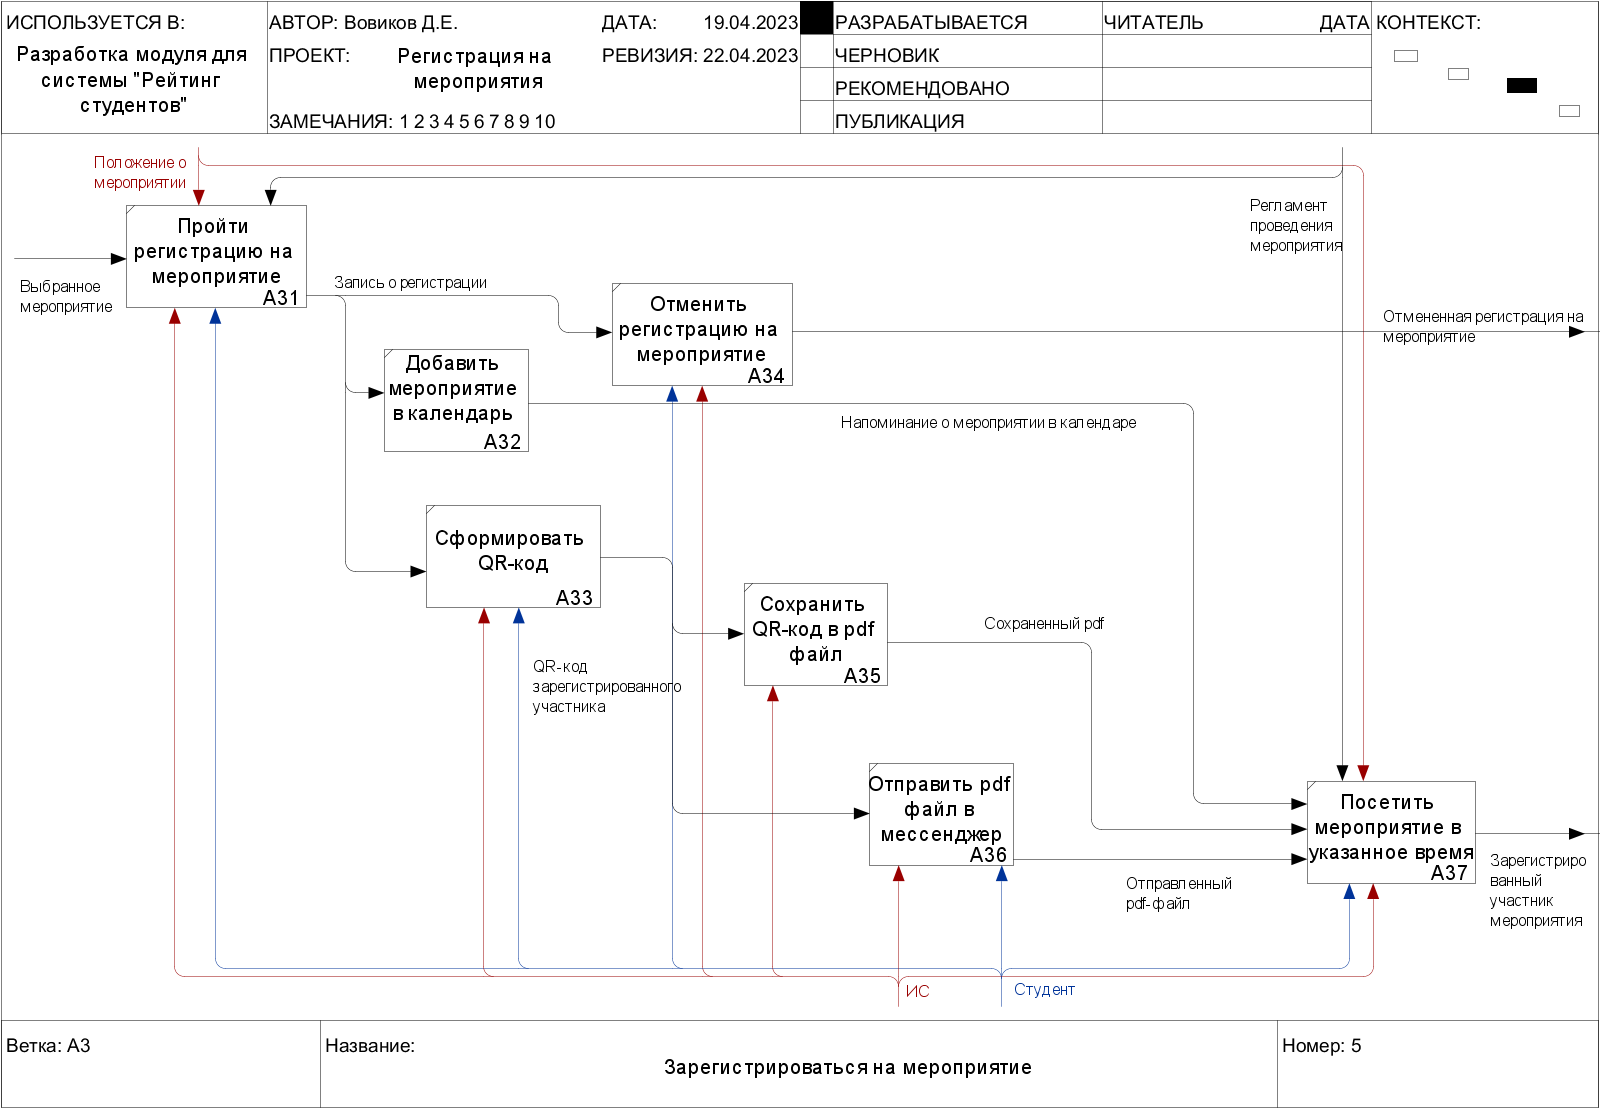 ИСПОЛЬЗУЕТСЯ В:
Разработка модуля для
системы "Рейтинг
студентов"
АВТОР: Вовиков Д.Е.
ДАТА: 19.04.2023
ПРОЕКТ: Регистрация на
мероприятия
РЕВИЗИЯ: 22.04.2023
ЗАМЕЧАНИЯ: 1 2 3 4 5 6 7 8 9 10
РАЗРАБАТЫВАЕТСЯ
ЧЕРНОВИК
РЕКОМЕНДОВАНО
ПУБЛИКАЦИЯ
ЧИТАТЕЛЬ
ДАТА
КОНТЕКСТ:
Положение о
мероприятии
Регламент
проведения
мероприятия
Пройти
регистрацию на
мероприятие
А31
Выбранное
мероприятие
Запись о регистрации
Отменить
регистрацию на
мероприятие
А34
Отмененная регистрация на
мероприятие
Добавить
мероприятие
в календарь
А32
Напоминание о мероприятии в календаре
Сформировать
QR-код
А33
QR-код
зарегистрированного
участника
Сохранить
QR-код в pdf
файл
А35
Сохраненный pdf
Отправить pdf
файл в
мессенджер
А36
Отправленный
pdf-файл
Посетить
мероприятие в
указанное время
А37
Зарегистриро
ванный
участник
мероприятия
ИС
Студент
Ветка: А3
Название:
Зарегистрироваться на мероприятие
Номер: 5